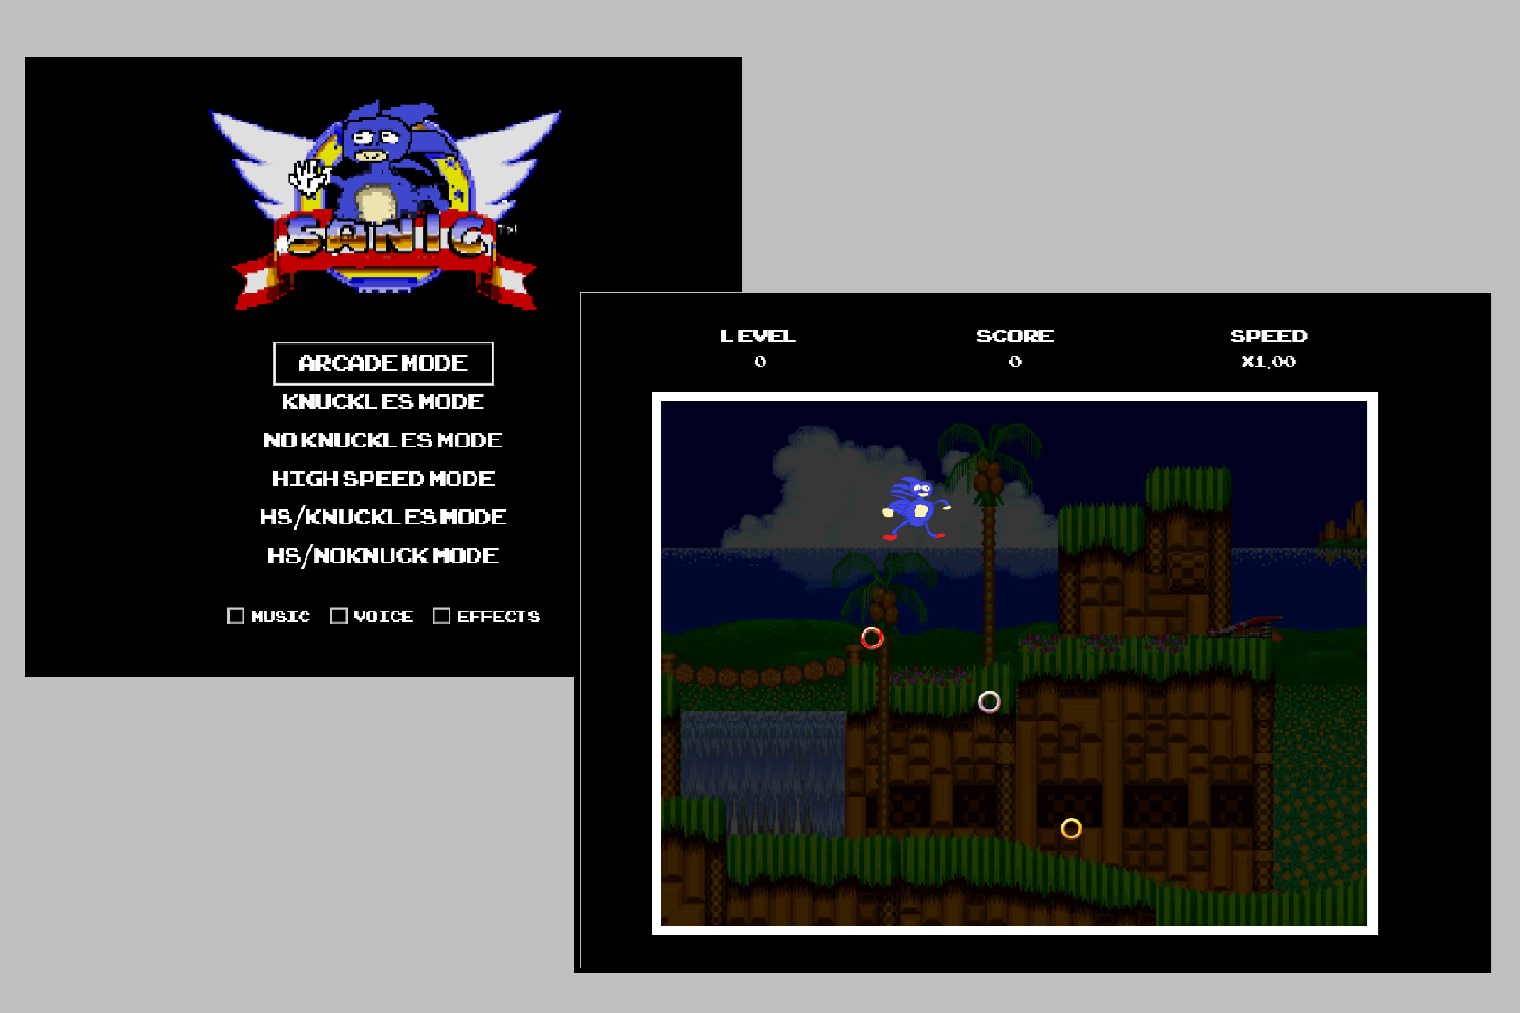 SANIC TM
ARCADE MODE
KNUCKLES MODE
NO KNUCKLES MODE
HIGH SPEED MODE
HS/KNUCKLES MODE
HS/NOKNUCK MODE
MUSIC VOICE EFFECTS
LEVEL SCORE SPEED
0 0 X1.00